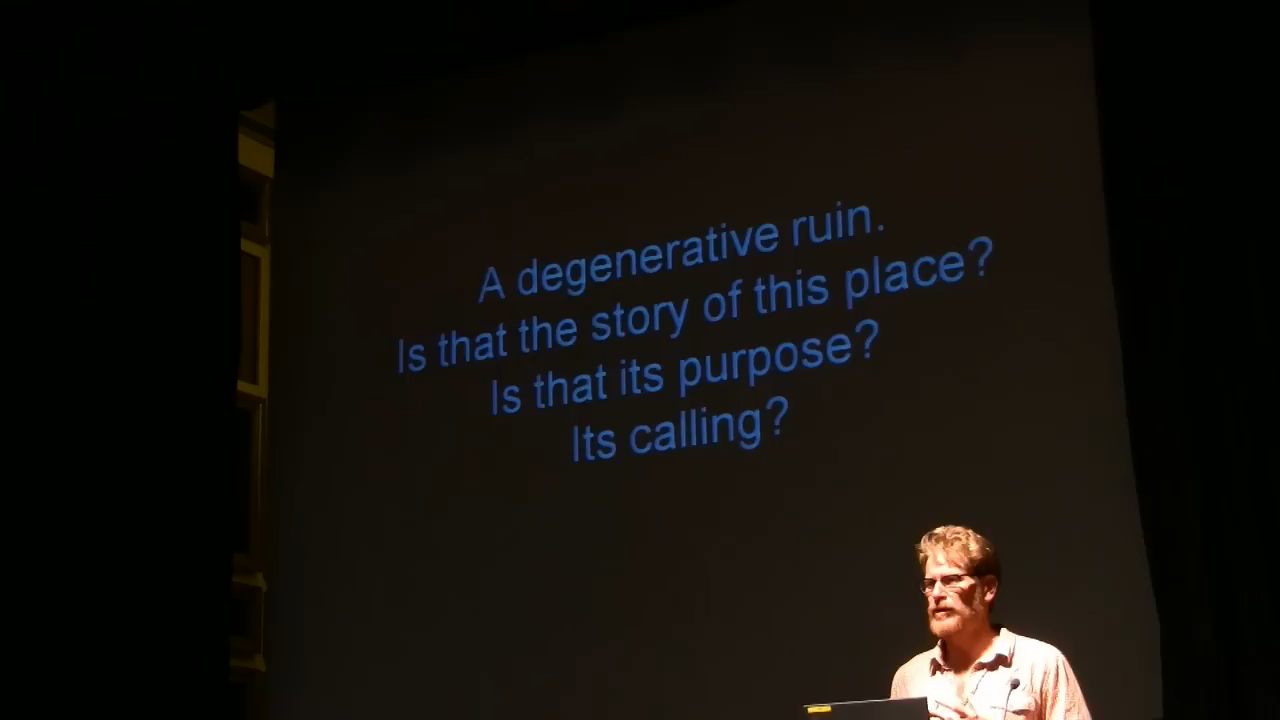 A degenerative ruin.
Is that the story of this place?
Is that its purpose?
Its calling?